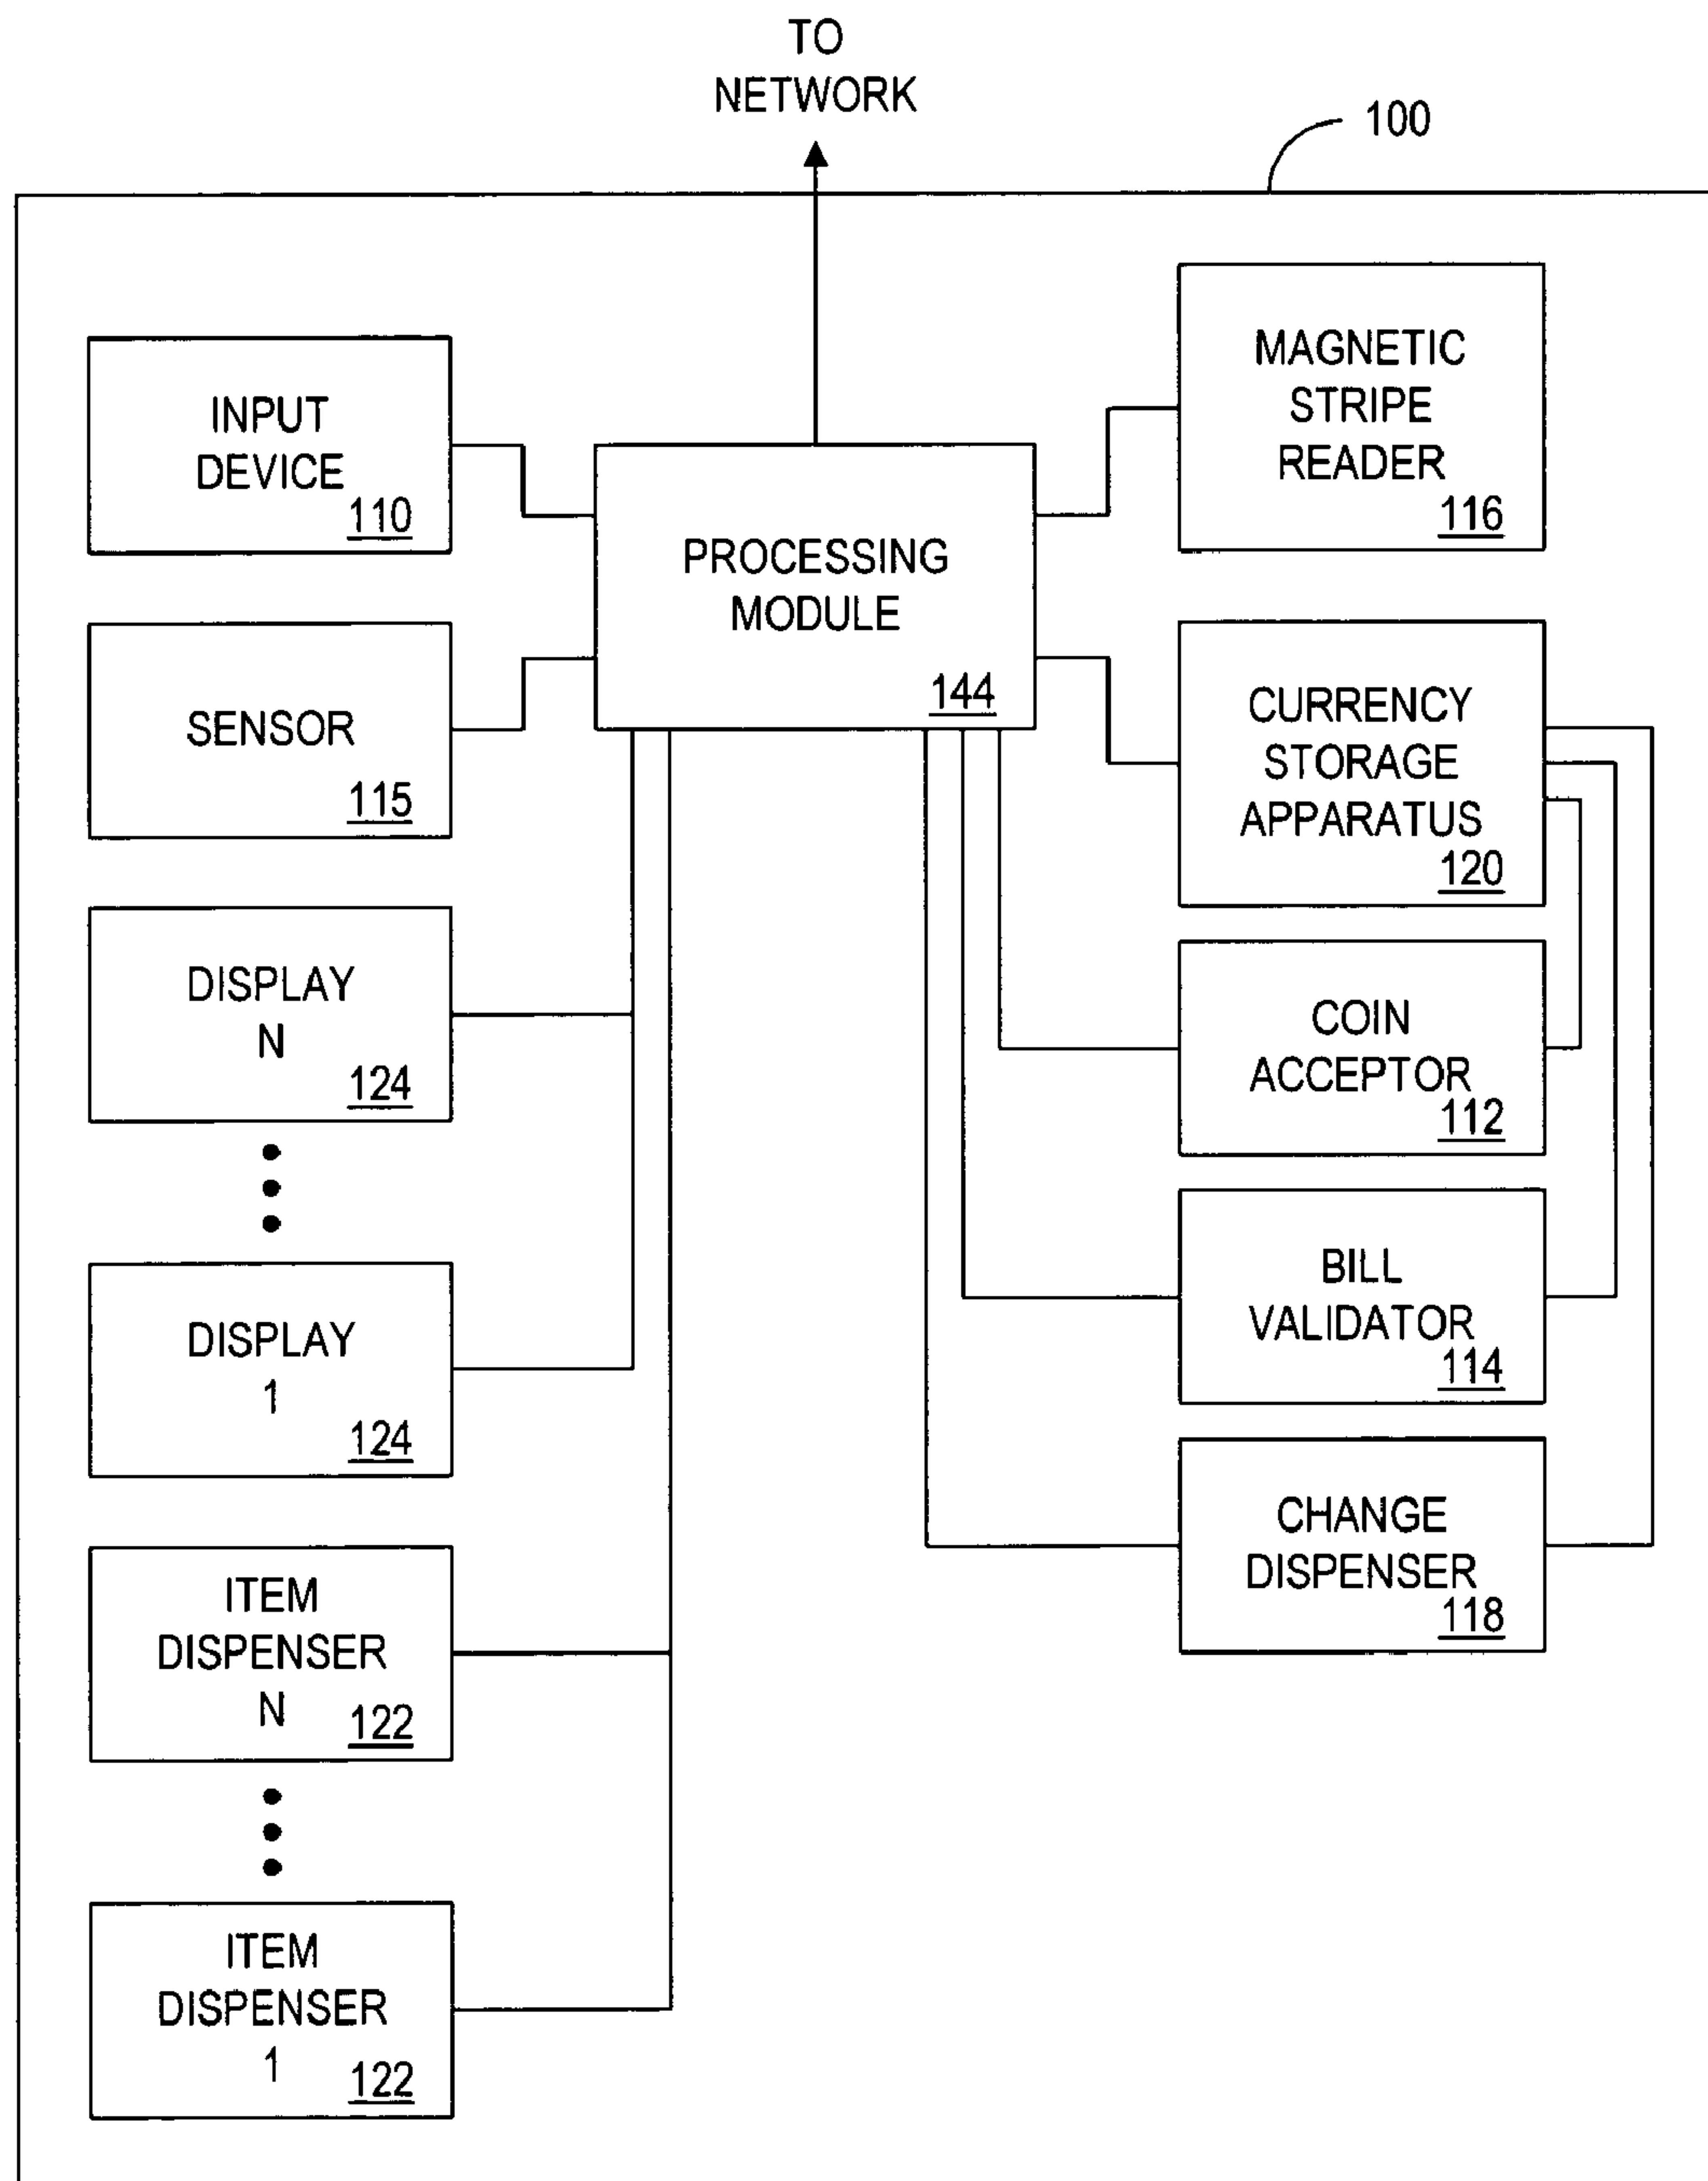 TO
NETWORK
100
INPUT
DEVICE
110
SENSOR
115
DISPLAY
N
124
DISPLAY
1
124
ITEM
DISPENSER
N
122
ITEM
DISPENSER
1
122
PROCESSING
MODULE
144
MAGNETIC
STRIPE
READER
116
CURRENCY
STORAGE
APPARATUS
120
COIN
ACCEPTOR
112
BILL
VALIDATOR
114
CHANGE
DISPENSER
118